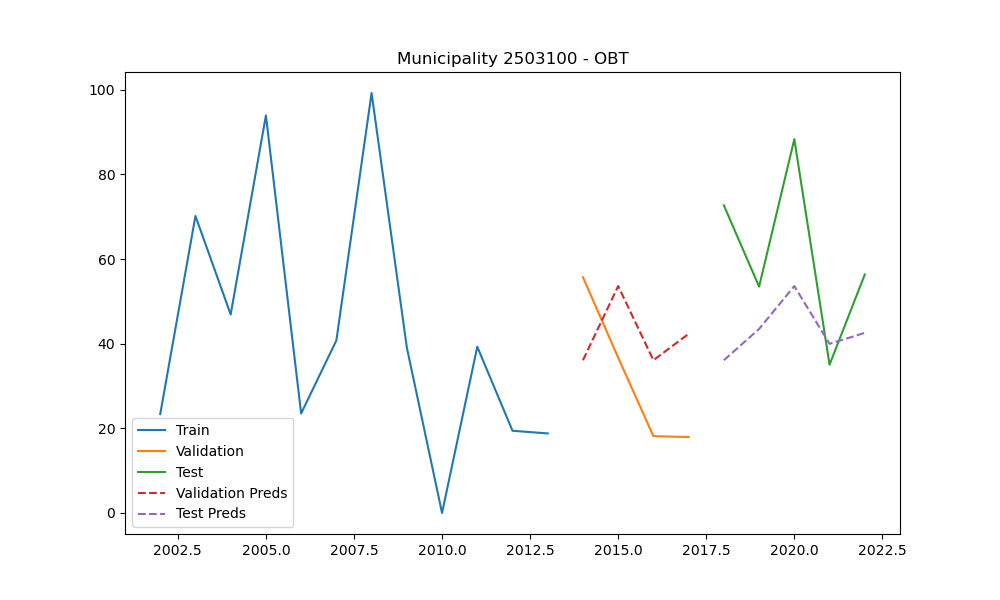 Municipality 2503100 - OBT
100
80
60
40
20
0
Train
Validation
Test
Validation Preds
Test Preds
2002.5 2005.0 2007.5 2010.0 2012.5 2015.0 2017.5 2020.0 2022.5